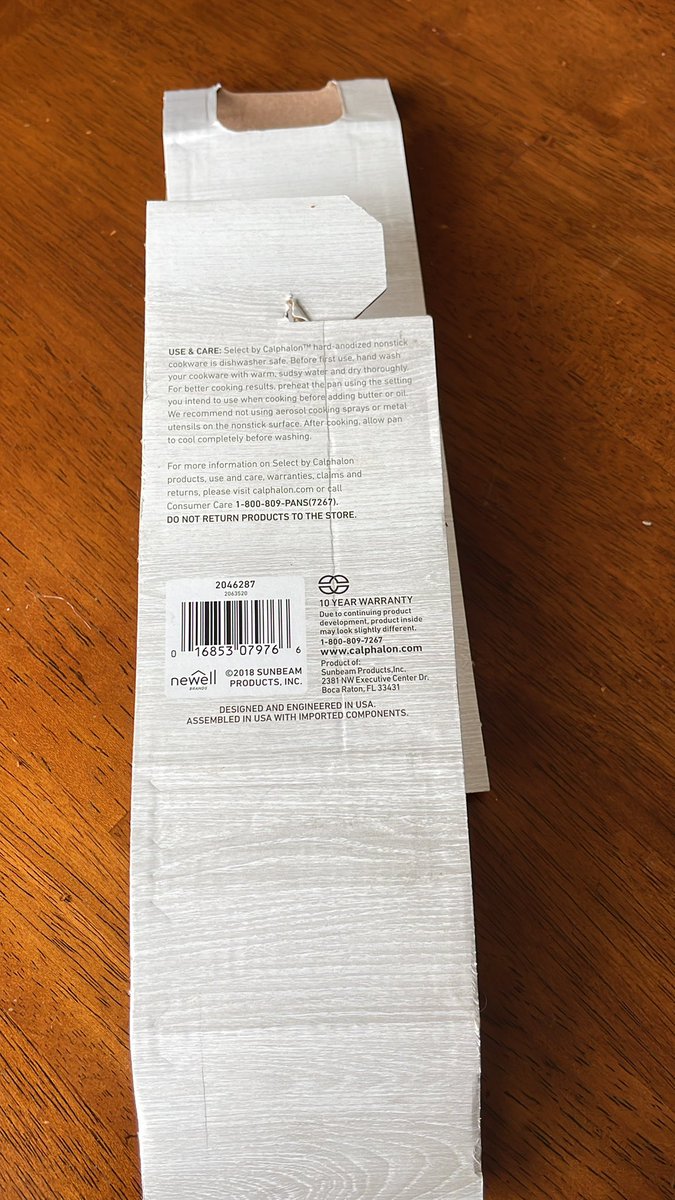 USE & CARE: Select by Calphalon™ hard-anodized nonstick
cookware is dishwasher safe. Before first use, hand wash
your cookware with warm, sudsy water and dry thoroughly.
For better cooking results, preheat the pan using the setting
you intend to use when cooking before adding butter or oil.
We recommend not using aerosol cooking sprays or metal
utensils on the nonstick surface. After cooking, allow pan
to cool completely before washing.
For more information on Select by Calphalon
products, use and care, warranties, claims and
returns, please visit calphalon.com or call
Consumer Care 1-800-809-PANS(7267).
DO NOT RETURN PRODUCTS TO THE STORE.
2046287
2063520
0 16853 07976 6
newell
BRANDS
©2018 SUNBEAM
PRODUCTS, INC.
10 YEAR WARRANTY
Due to continuing product
development, product inside
may look slightly different.
1-800-809-7267
www.calphalon.com
Product of:
Sunbeam Products,Inc.
2381 NW Executive Center Dr.
Boca Raton, FL 33431
DESIGNED AND ENGINEERED IN USA.
ASSEMBLED IN USA WITH IMPORTED COMPONENTS.